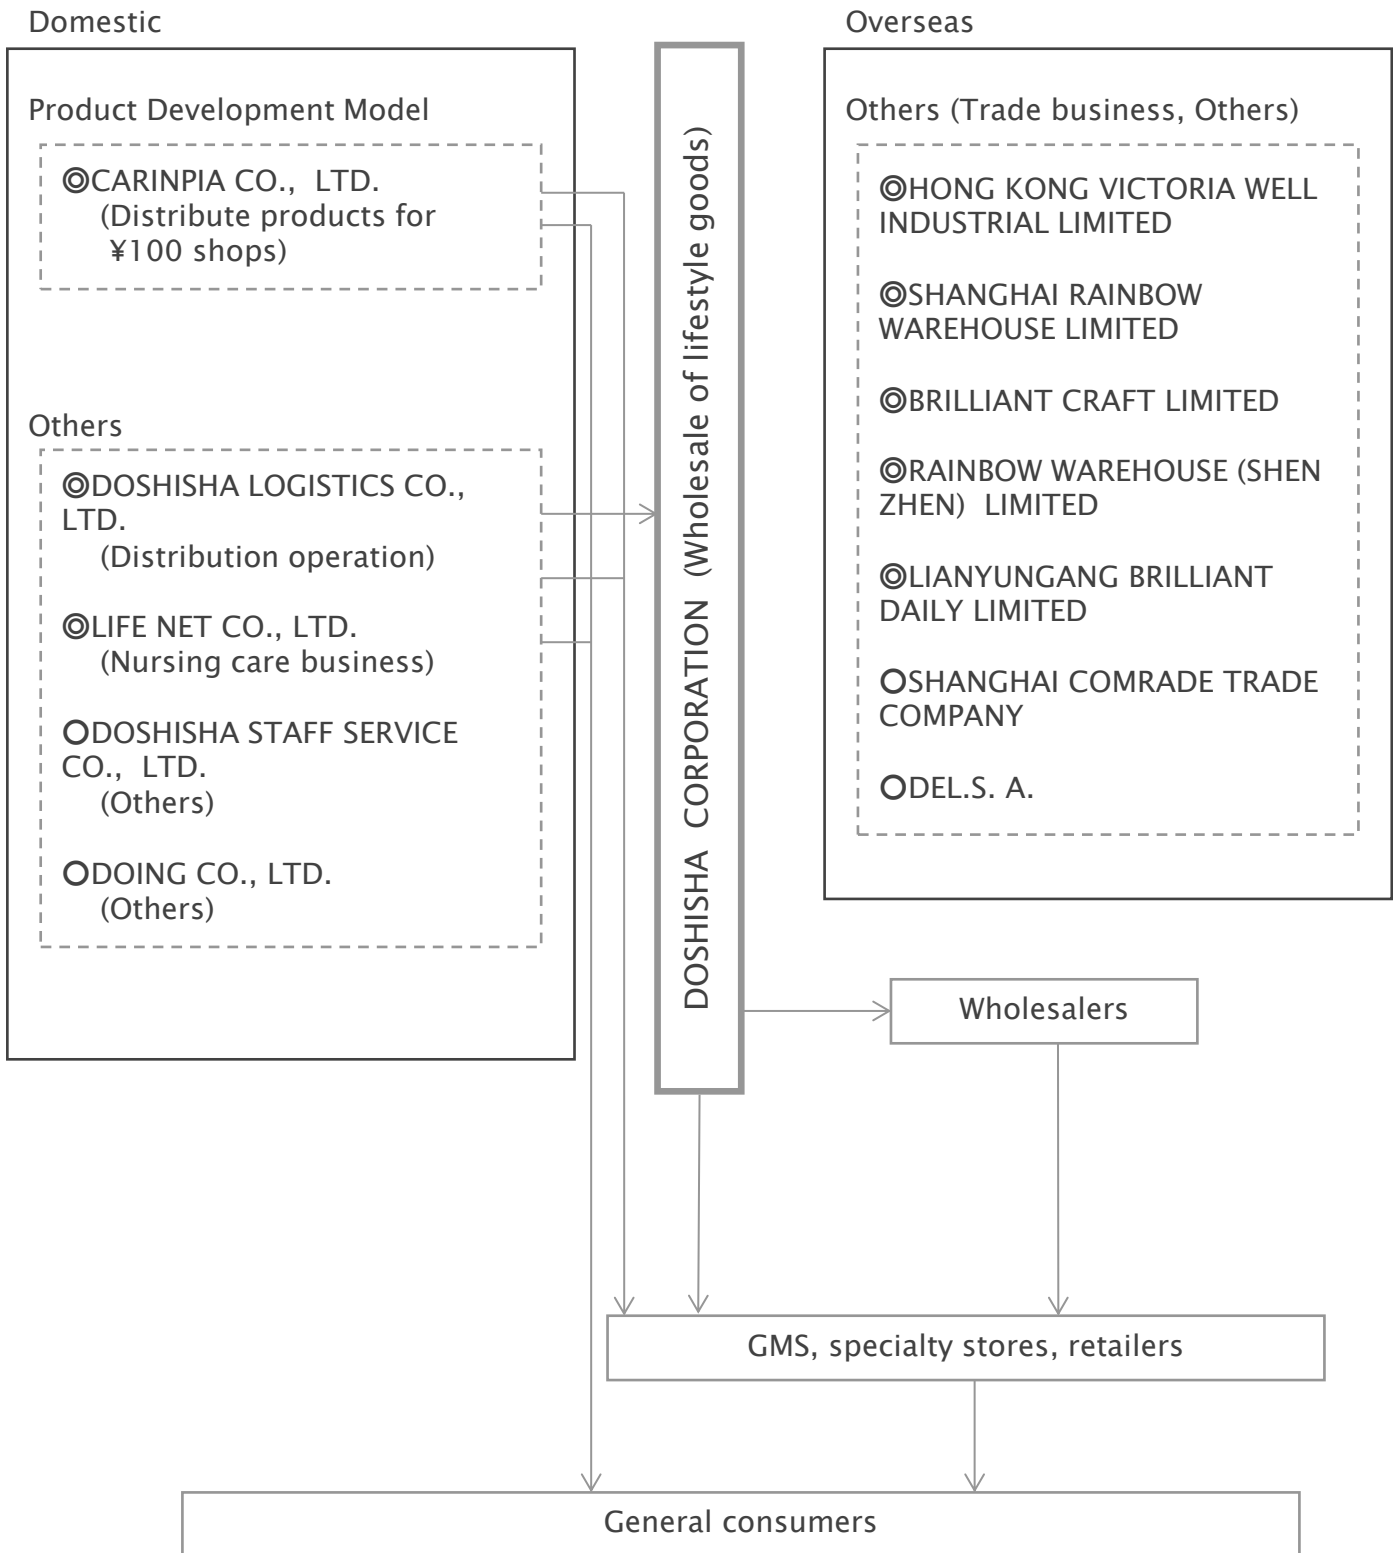 Domestic
Product Development Model
◎CARINPIA CO., LTD.
(Distribute products for
¥100 shops)
Others
◎DOSHISHA LOGISTICS CO.,
LTD.
(Distribution operation)
◎LIFE NET CO., LTD.
(Nursing care business)
○DOSHISHA STAFF SERVICE
CO., LTD.
(Others)
○DOING CO., LTD.
(Others)
DOSHISHA CORPORATION (Wholesale of lifestyle goods)
Overseas
Others (Trade business, Others)
◎HONG KONG VICTORIA WELL
INDUSTRIAL LIMITED
◎SHANGHAI RAINBOW
WAREHOUSE LIMITED
◎BRILLIANT CRAFT LIMITED
◎RAINBOW WAREHOUSE (SHEN
ZHEN) LIMITED
◎LIANYUNGANG BRILLIANT
DAILY LIMITED
○SHANGHAI COMRADE TRADE
COMPANY
○DEL.S. A.
Wholesalers
GMS, specialty stores, retailers
General consumers